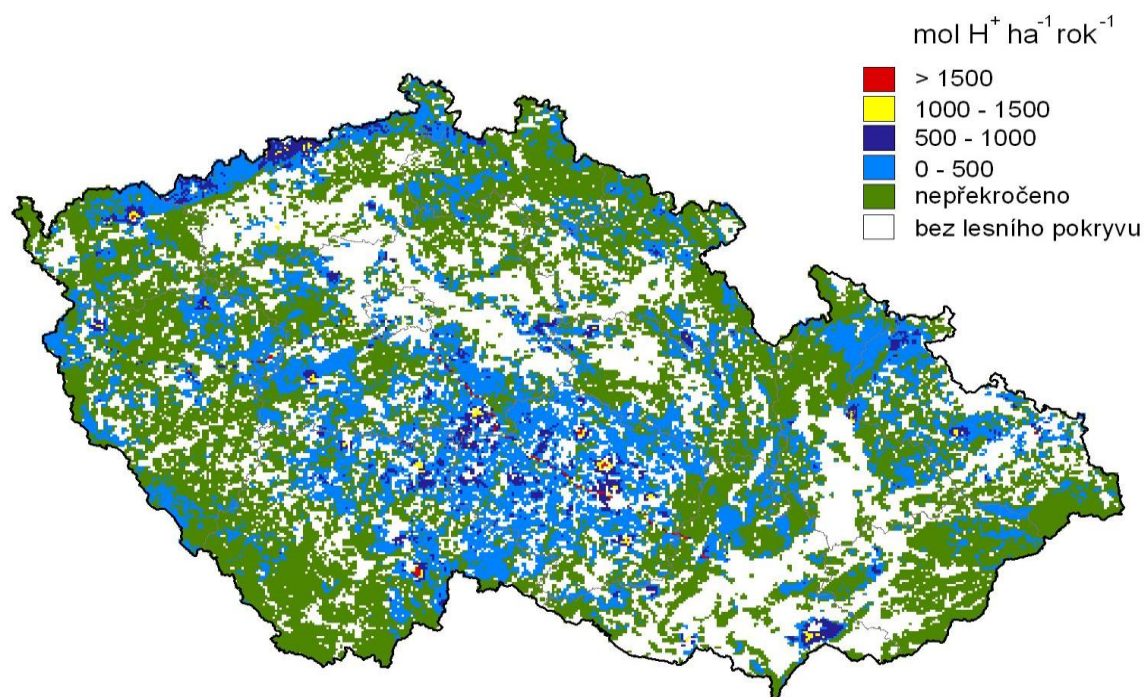 mol H⁺ ha⁻¹ rok⁻¹
> 1500
1000 - 1500
500 - 1000
0 - 500
nepřekročeno
bez lesního pokryvu